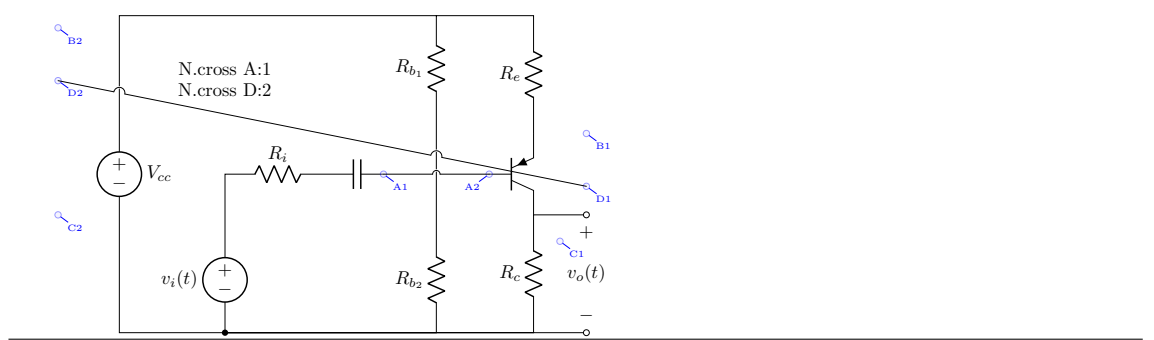 B2
D2
N.cross A:1
N.cross D:2
R_{b_1}
R_e
B1
+
−
V_{cc}
R_i
A1
A2
D1
C2
+
C1
+
−
v_i(t)
R_{b_2}
R_c
v_o(t)
−